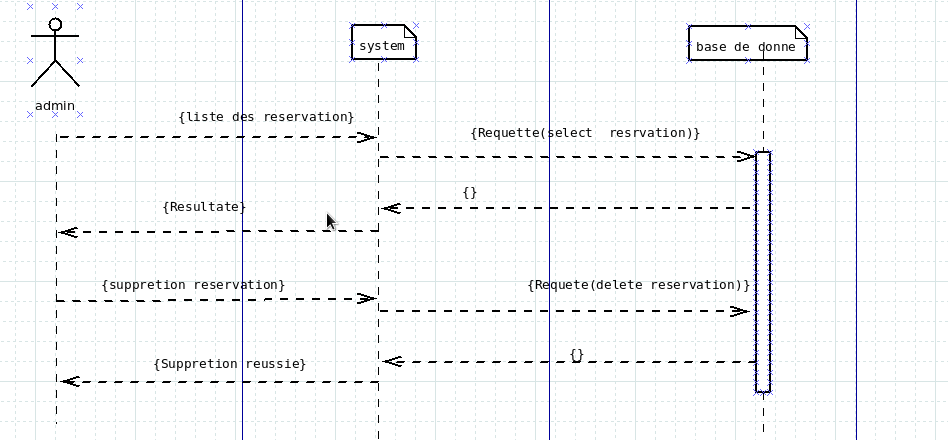 system
base de donne
admin
{liste des reservation}
{Requette(select  resrvation)}
{}
{Resultate}
{suppretion reservation}
{Requete(delete reservation)}
{}
{Suppretion reussie}